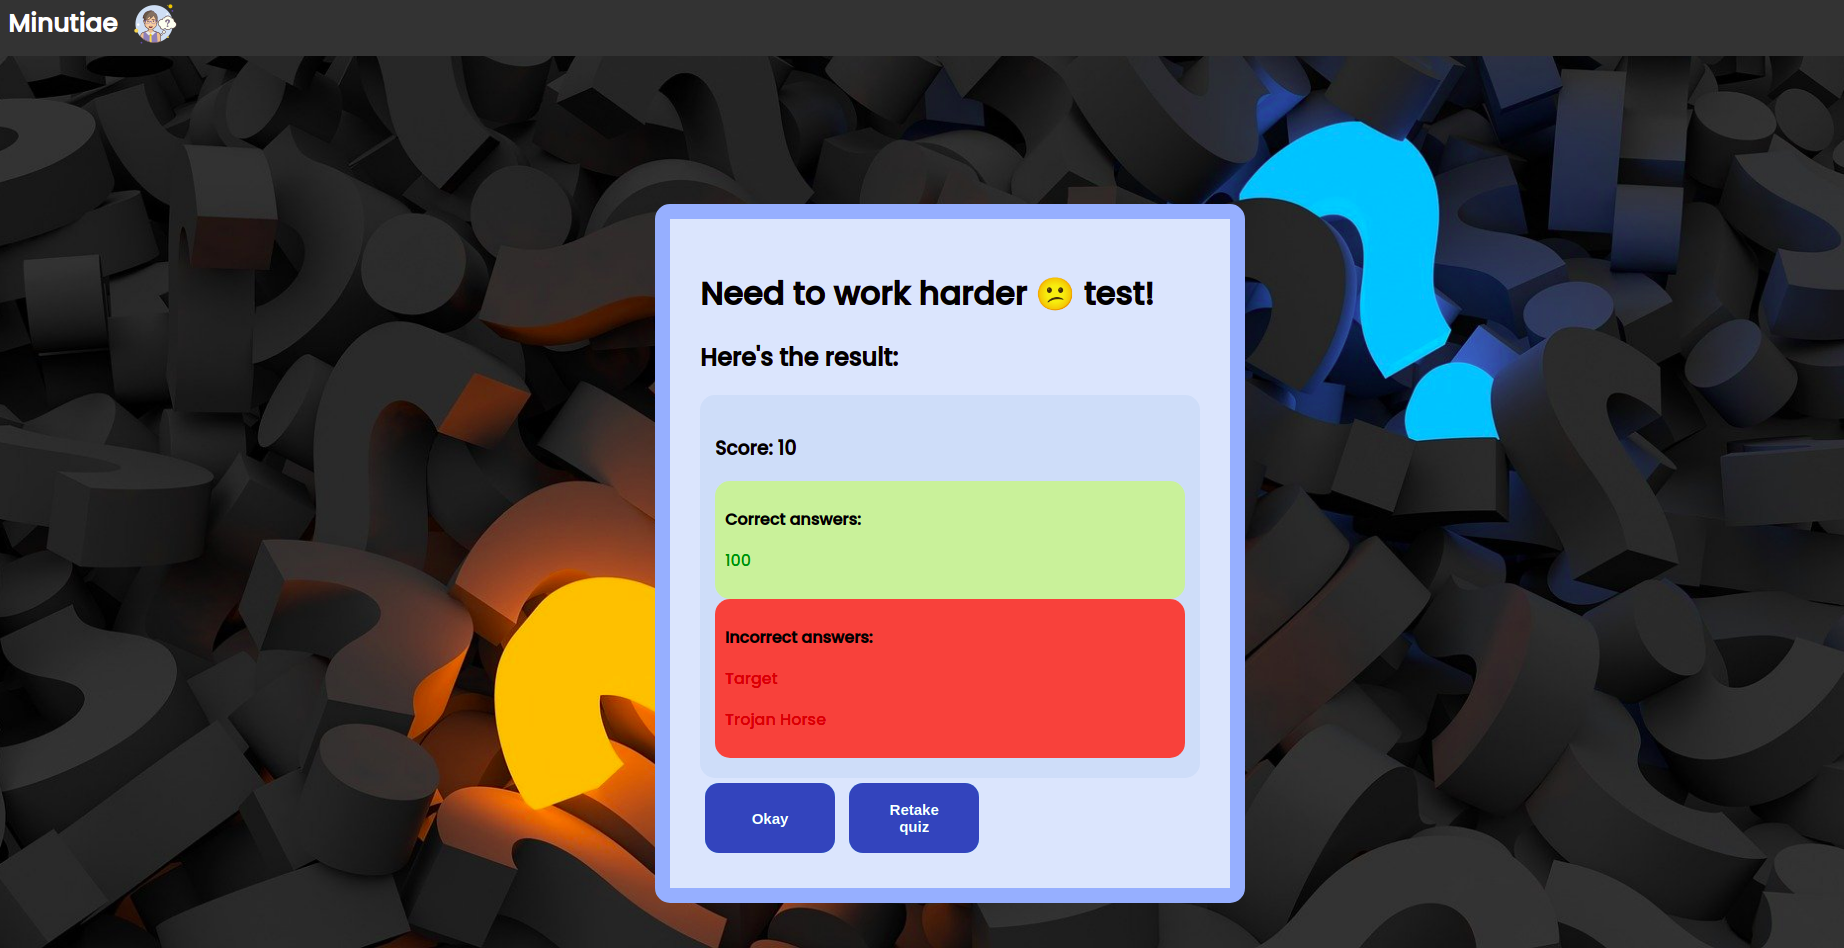 Minutiae
Need to work harder 😕 test!
Here's the result:
Score: 10
Correct answers:
100
Incorrect answers:
Target
Trojan Horse
Okay
Retake
quiz